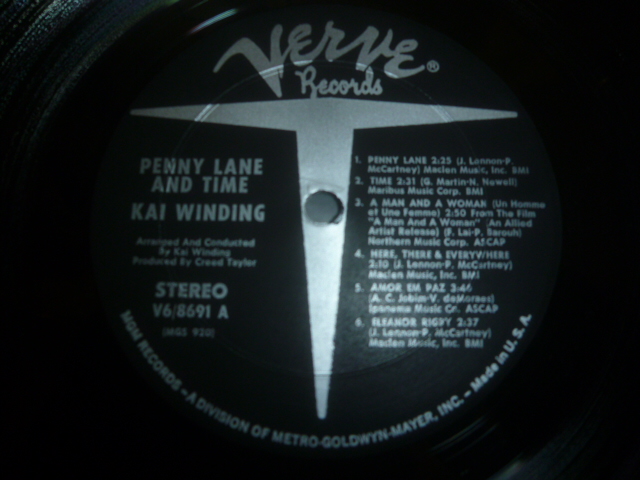 Verve®
Records
PENNY LANE
AND TIME
KAI WINDING
Arranged And Conducted
By Kai Winding
Produced By Creed Taylor
STEREO
V6/8691 A
(MGS 920)
1. PENNY LANE 2:25 (J. Lennon-P.
McCartney) Maclen Music, Inc. BMI
2. TIME 2:31 (G. Martin-N. Newell)
Maribus Music Corp. BMI
3. A MAN AND A WOMAN (Un Homme
et Une Femme) 2:50 From The Film
"A Man And A Woman" (An Allied
Artist Release) (F. Lai-P. Barouh)
Northern Music Corp. ASCAP
4. HERE, THERE & EVERYWHERE
2:10 (J. Lennon-P. McCartney)
Maclen Music, Inc. BMI
5. AMOR EM PAZ 3:46
(A. C. Jobim-V. deMoraes)
Ipanema Music Co. ASCAP
6. ELEANOR RIGBY 2:37
(J. Lennon-P. McCartney)
Maclen Music, Inc. BMI
MGM RECORDS - A DIVISION OF METRO-GOLDWYN-MAYER, INC. - Made in U. S. A.